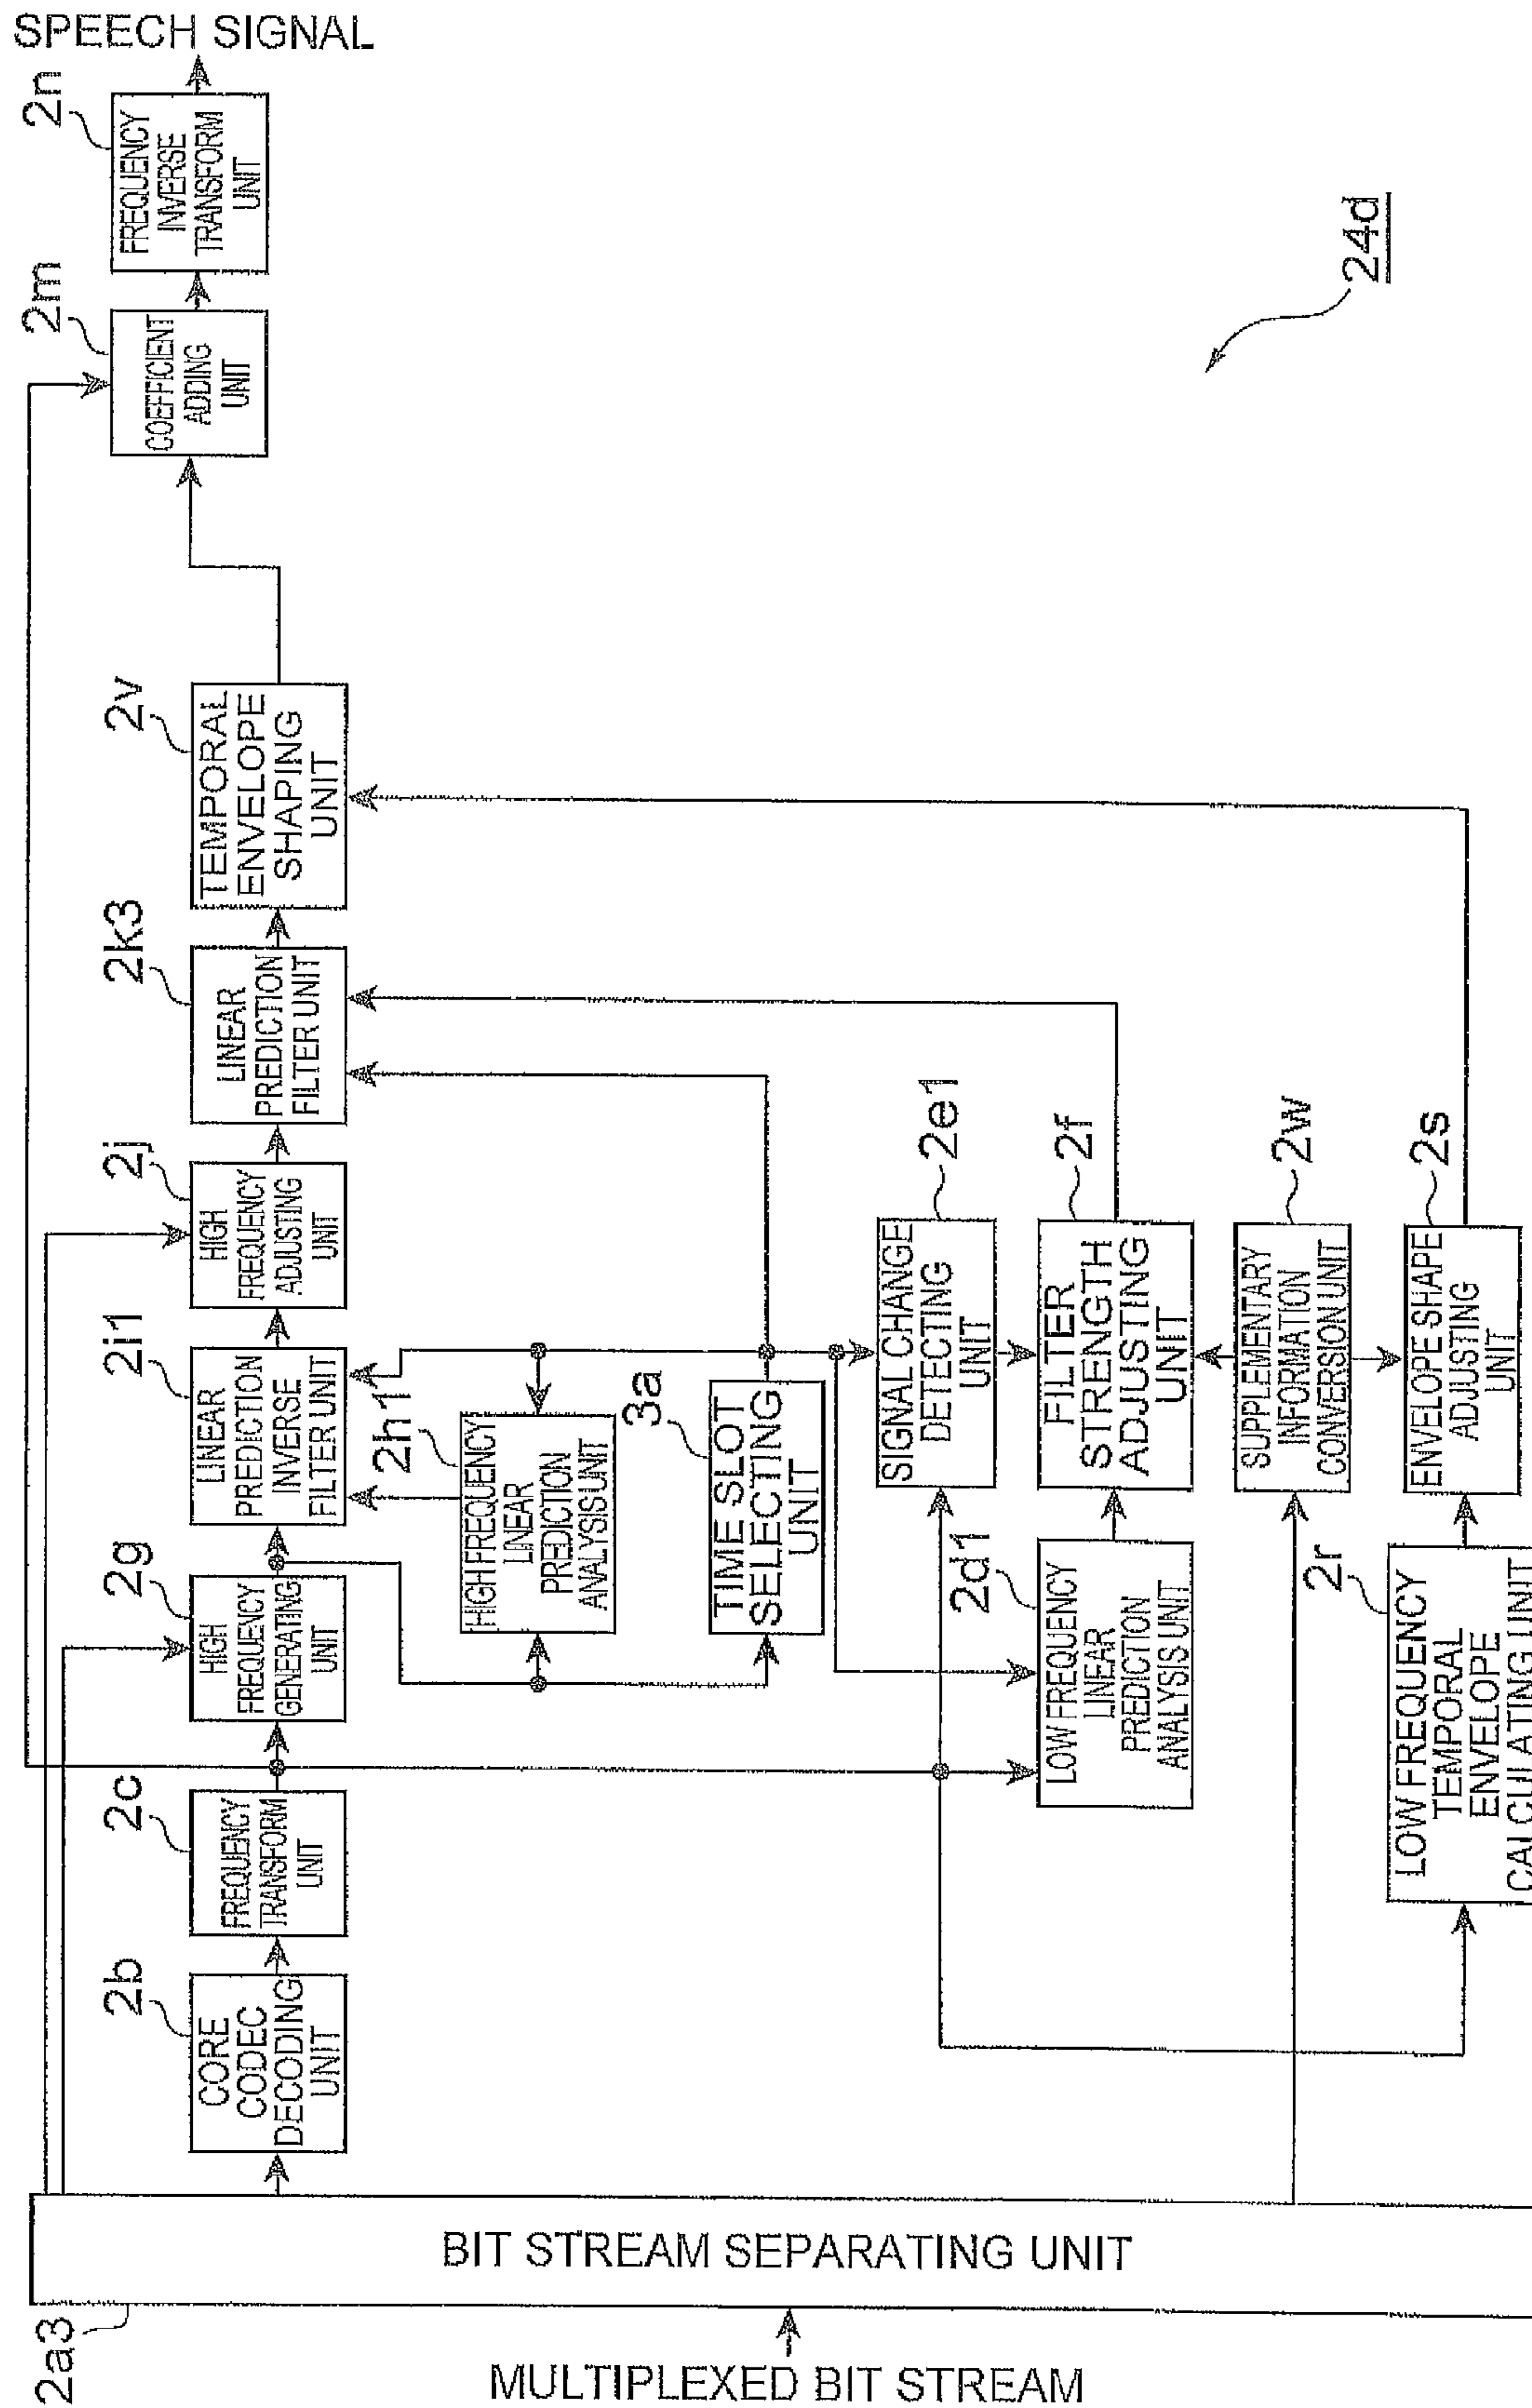 SPEECH SIGNAL
2n
FREQUENCY
INVERSE
TRANSFORM
UNIT
2m
COEFFICIENT
ADDING
UNIT
24d
2v
TEMPORAL
ENVELOPE
SHAPING
UNIT
2k3
LINEAR
PREDICTION
FILTER UNIT
2j
HIGH
FREQUENCY
ADJUSTING
UNIT
2i1
LINEAR
PREDICTION
INVERSE
FILTER UNIT
2h1
HIGH FREQUENCY
LINEAR
PREDICTION
ANALYSIS UNIT
3a
TIME SLOT
SELECTING
UNIT
2e1
SIGNAL CHANGE
DETECTING
UNIT
2f
FILTER
STRENGTH
ADJUSTING
UNIT
2w
SUPPLEMENTARY
INFORMATION
CONVERSION UNIT
2s
ENVELOPE SHAPE
ADJUSTING
UNIT
2g
HIGH
FREQUENCY
GENERATING
UNIT
2d1
LOW FREQUENCY
LINEAR
PREDICTION
ANALYSIS UNIT
2r
LOW FREQUENCY
TEMPORAL
ENVELOPE
CALCULATING UNIT
2c
FREQUENCY
TRANSFORM
UNIT
2b
CORE
CODEC
DECODING
UNIT
BIT STREAM SEPARATING UNIT
2a3
MULTIPLEXED BIT STREAM